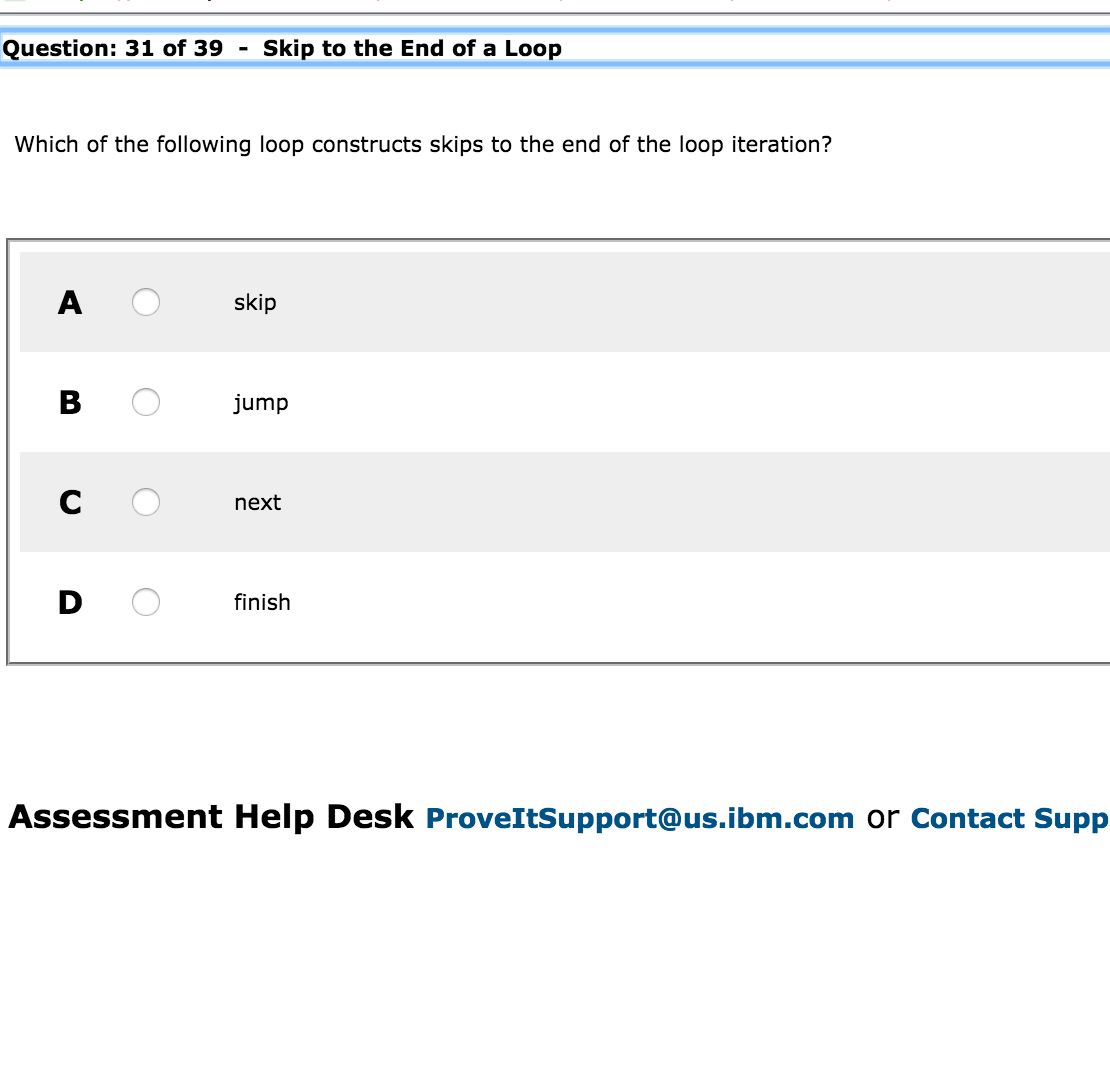 Question: 31 of 39 - Skip to the End of a Loop
Which of the following loop constructs skips to the end of the loop iteration?
A skip
B jump
C next
D finish
Assessment Help Desk ProveItSupport@us.ibm.com or Contact Supp